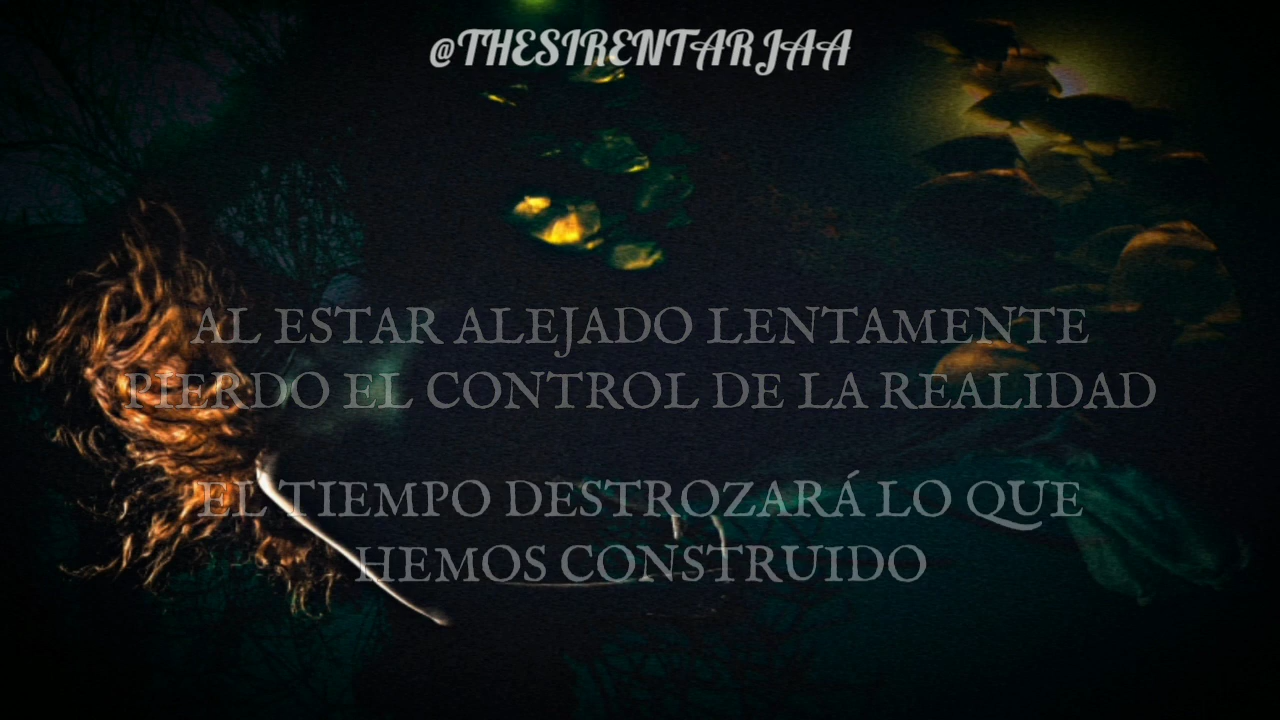 @THESIRENTARJAA
AL ESTAR ALEJADO LENTAMENTE
PIERDO EL CONTROL DE LA REALIDAD
EL TIEMPO DESTROZARÁ LO QUE
HEMOS CONSTRUIDO